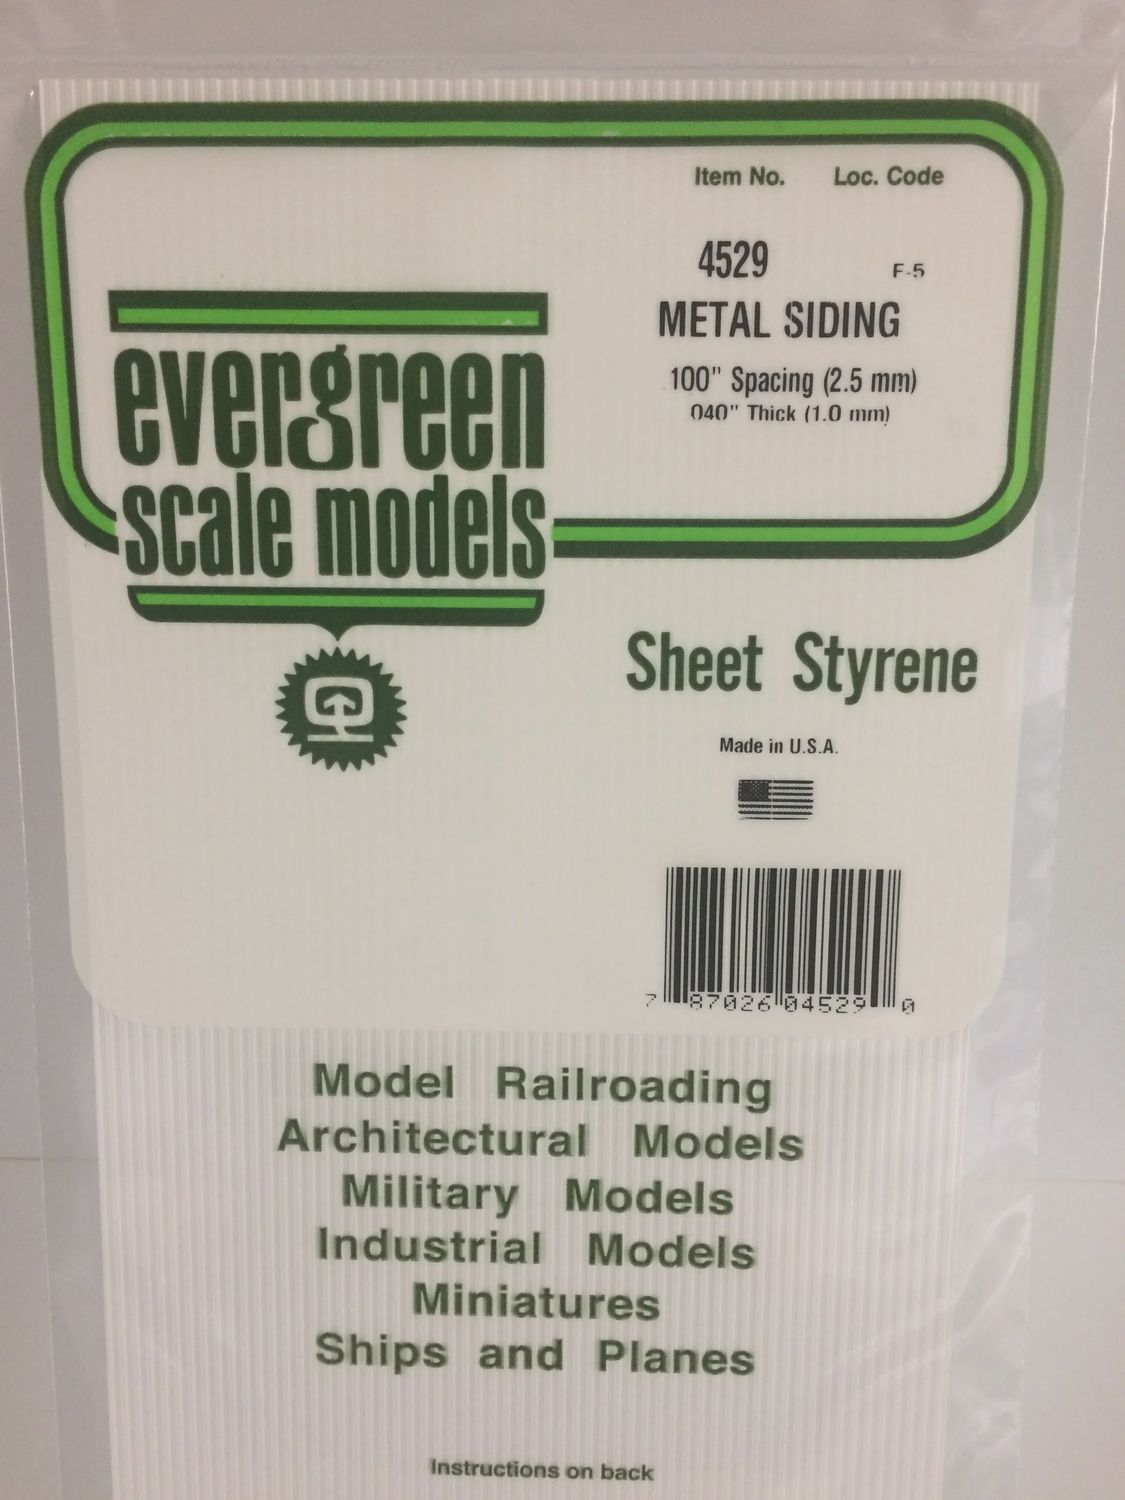 Item No. Loc. Code
4529 F-5
METAL SIDING
100" Spacing (2.5 mm)
040" Thick (1.0 mm)
evergreen
scale models
Sheet Styrene
Made in U.S.A.
7 87026 04529 0
Model Railroading
Architectural Models
Military Models
Industrial Models
Miniatures
Ships and Planes
Instructions on back